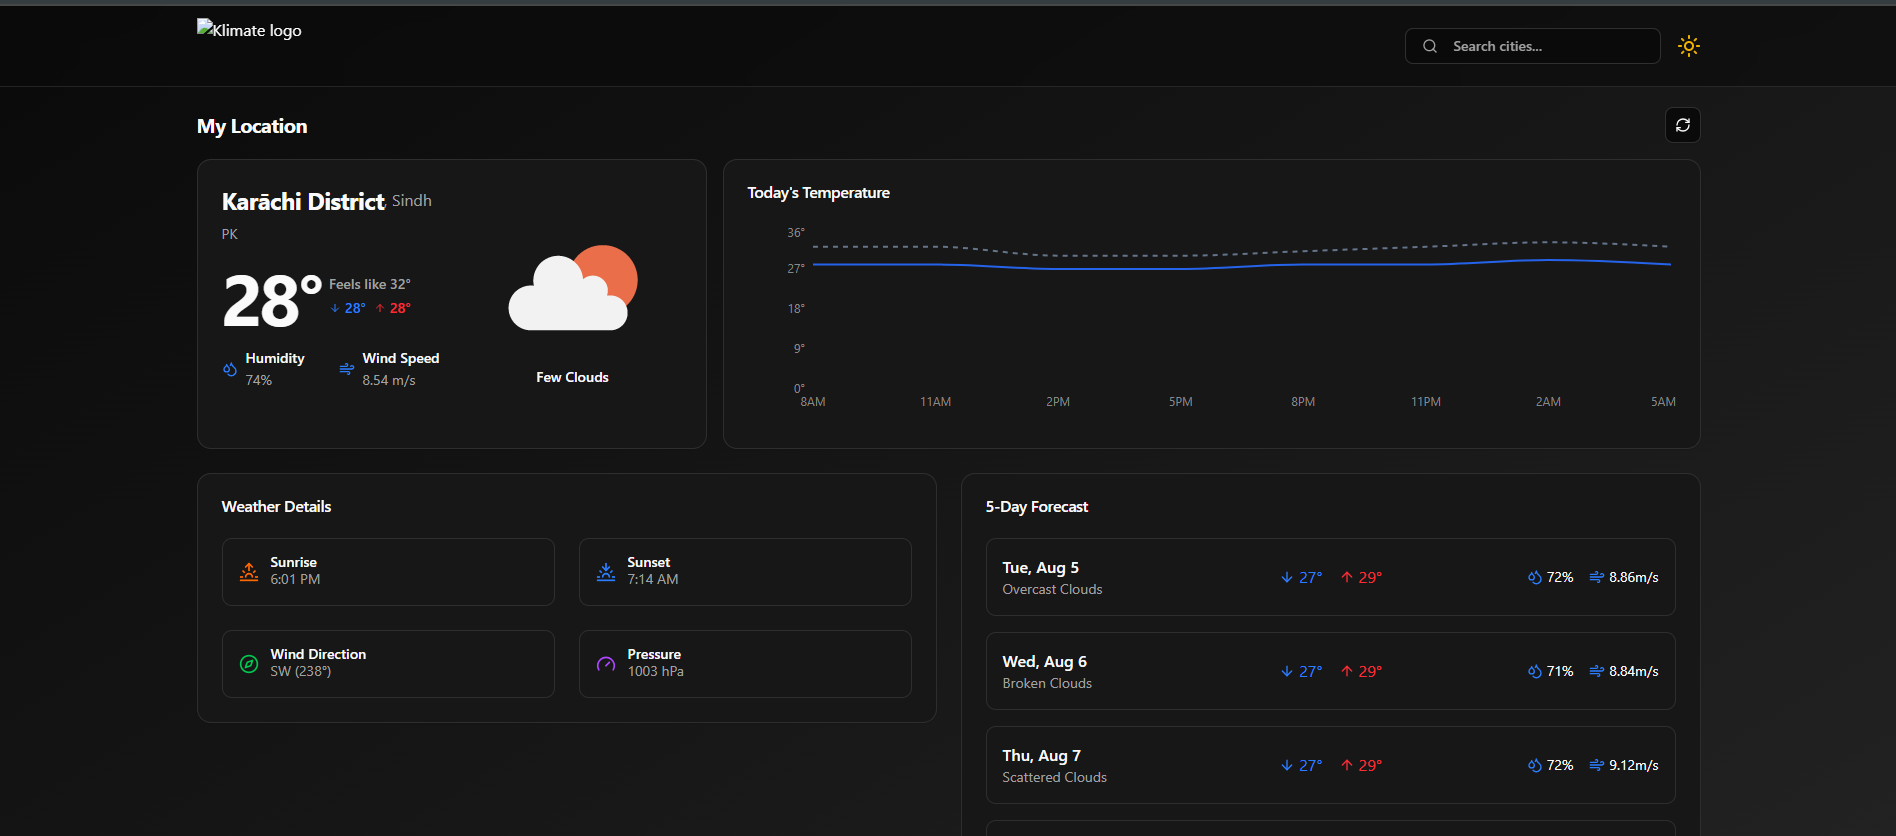 Klimate logo
Search cities...
My Location
Karāchi District, Sindh
PK
28°
Feels like 32°
↓ 28° ↑ 28°
Humidity
74%
Wind Speed
8.54 m/s
Few Clouds
Today's Temperature
36°
27°
18°
9°
0°
8AM 11AM 2PM 5PM 8PM 11PM 2AM 5AM
Weather Details
Sunrise
6:01 PM
Sunset
7:14 AM
Wind Direction
SW (238°)
Pressure
1003 hPa
5-Day Forecast
Tue, Aug 5
Overcast Clouds
↓ 27° ↑ 29° 72% 8.86m/s
Wed, Aug 6
Broken Clouds
↓ 27° ↑ 29° 71% 8.84m/s
Thu, Aug 7
Scattered Clouds
↓ 27° ↑ 29° 72% 9.12m/s